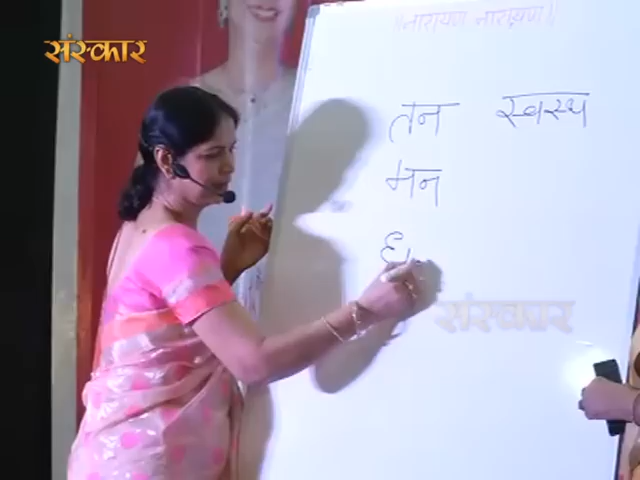 ॥नारायण नारायण॥
संस्कार
तन स्वस्थ
मन
ध
संस्कार